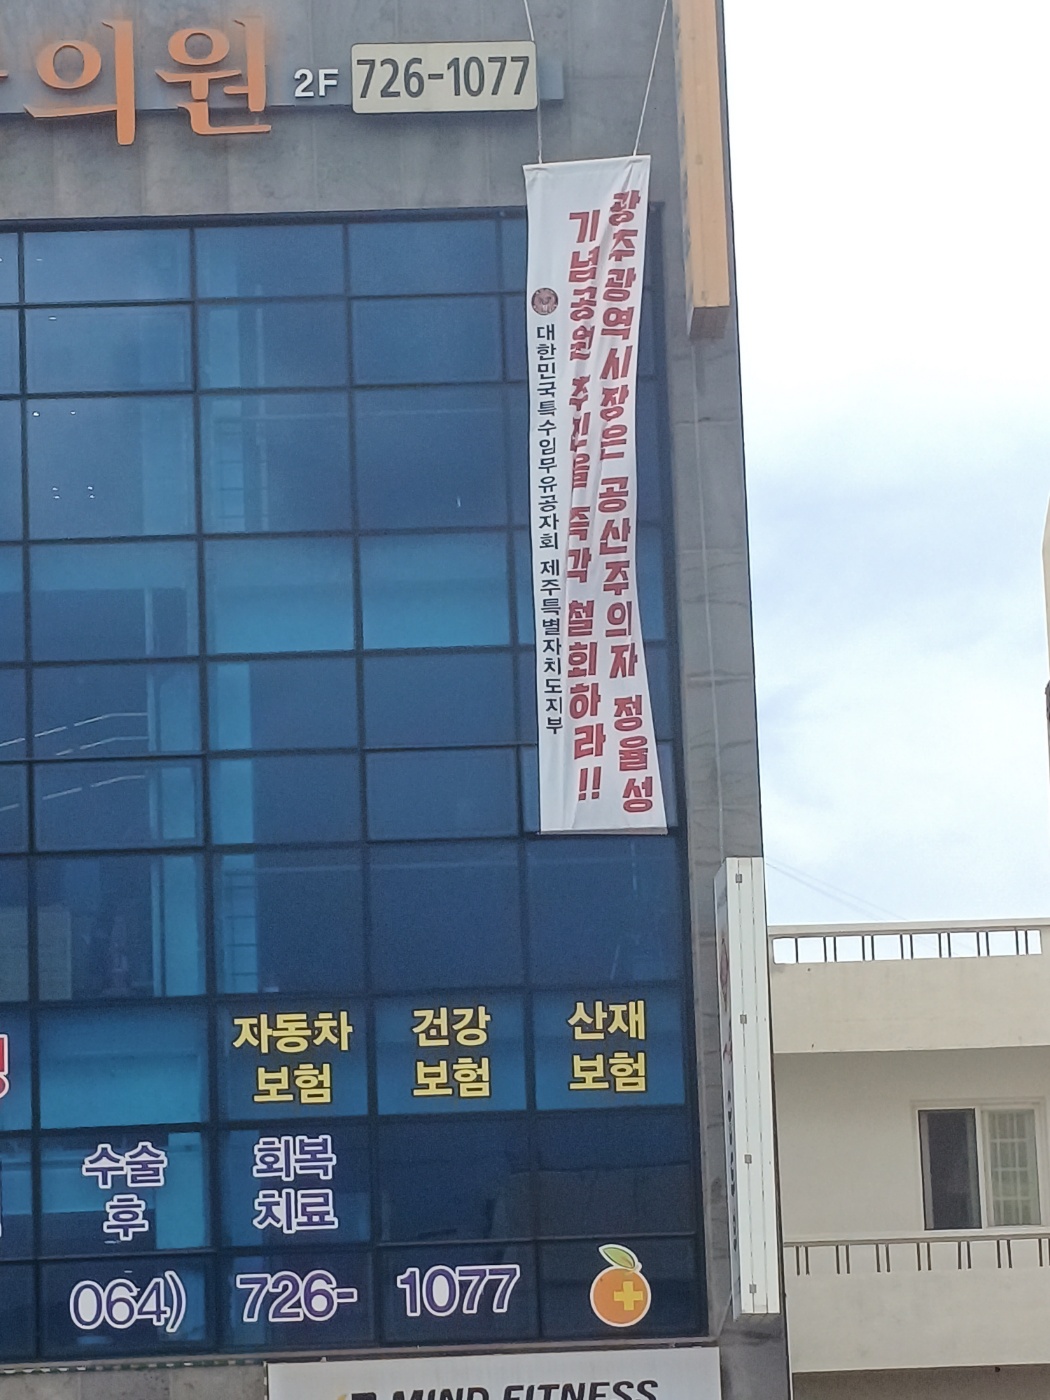 의원 2F 726-1077
광주광역시장은 공산주의자 정율성
기념공원 추진을 즉각 철회하라!!
대한민국특수임무유공자회 제주특별자치도지부
자동차
보험
건강
보험
산재
보험
수술
후
회복
치료
064) 726-1077
MIND FITNESS